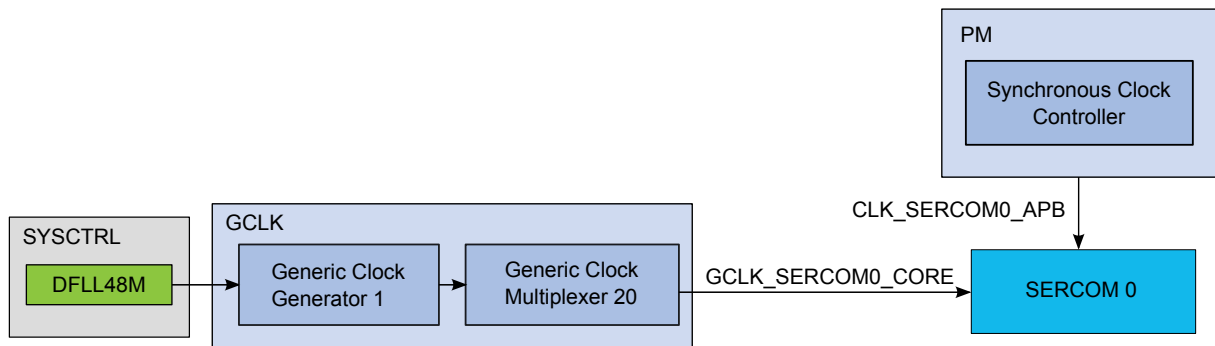 PM
Synchronous Clock
Controller
CLK_SERCOM0_APB
SYSCTRL
DFLL48M
GCLK
Generic Clock
Generator 1
Generic Clock
Multiplexer 20
GCLK_SERCOM0_CORE
SERCOM 0